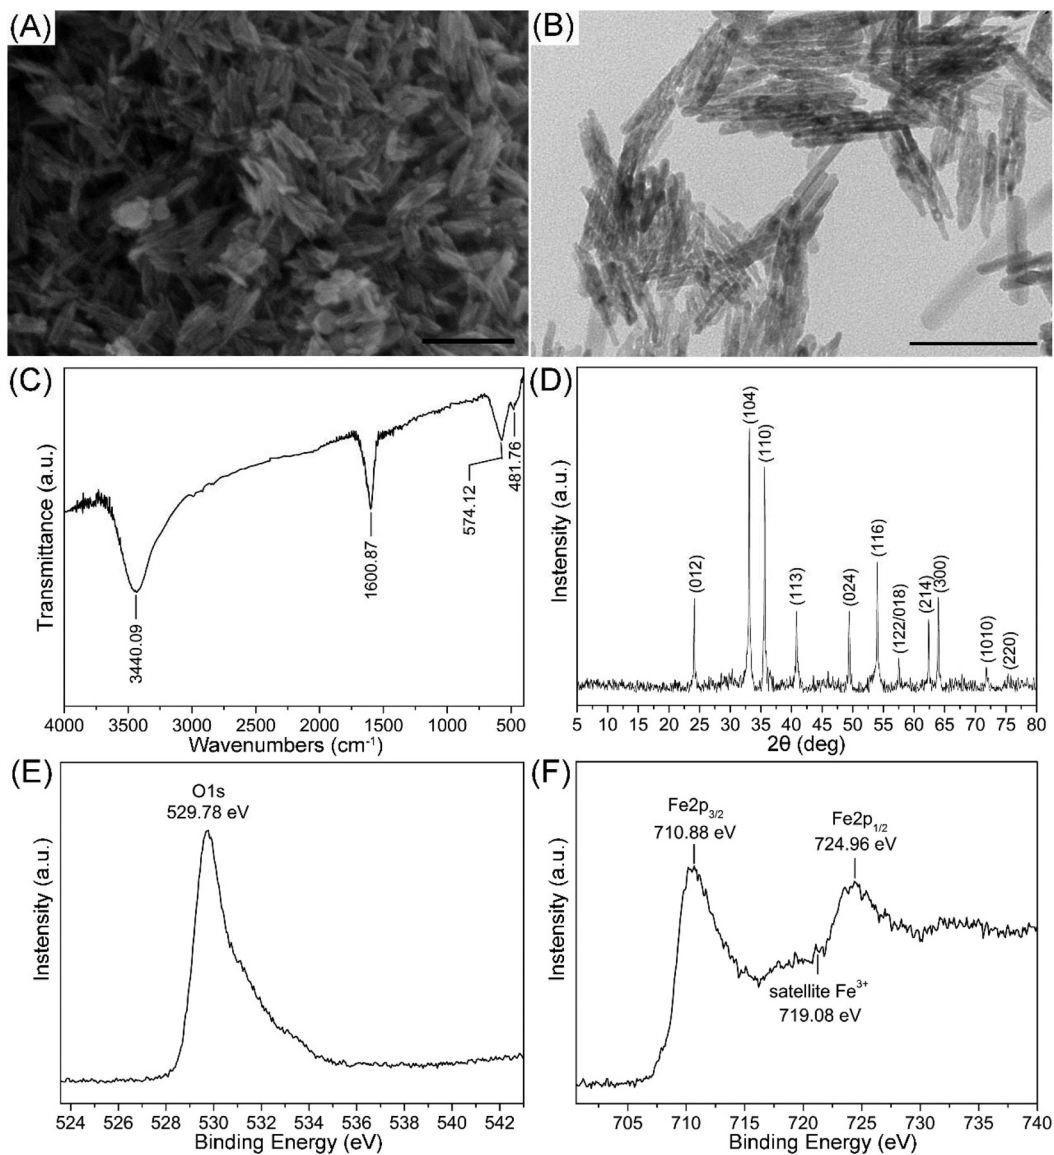 (A)
(B)
(C)
Transmittance (a.u.)
3440.09
1600.87
574.12
481.76
4000 3500 3000 2500 2000 1500 1000 500
Wavenumbers (cm⁻¹)
(D)
Instensity (a.u.)
(012)
(104)
(110)
(113)
(024)
(116)
(122/018)
(214)
(300)
(1010)
(220)
5 10 15 20 25 30 35 40 45 50 55 60 65 70 75 80
2θ (deg)
(E)
Instensity (a.u.)
O1s
529.78 eV
524 526 528 530 532 534 536 538 540 542
Binding Energy (eV)
(F)
Instensity (a.u.)
Fe2p₃/₂
710.88 eV
Fe2p₁/₂
724.96 eV
satellite Fe³⁺
719.08 eV
705 710 715 720 725 730 735 740
Binding Energy (eV)